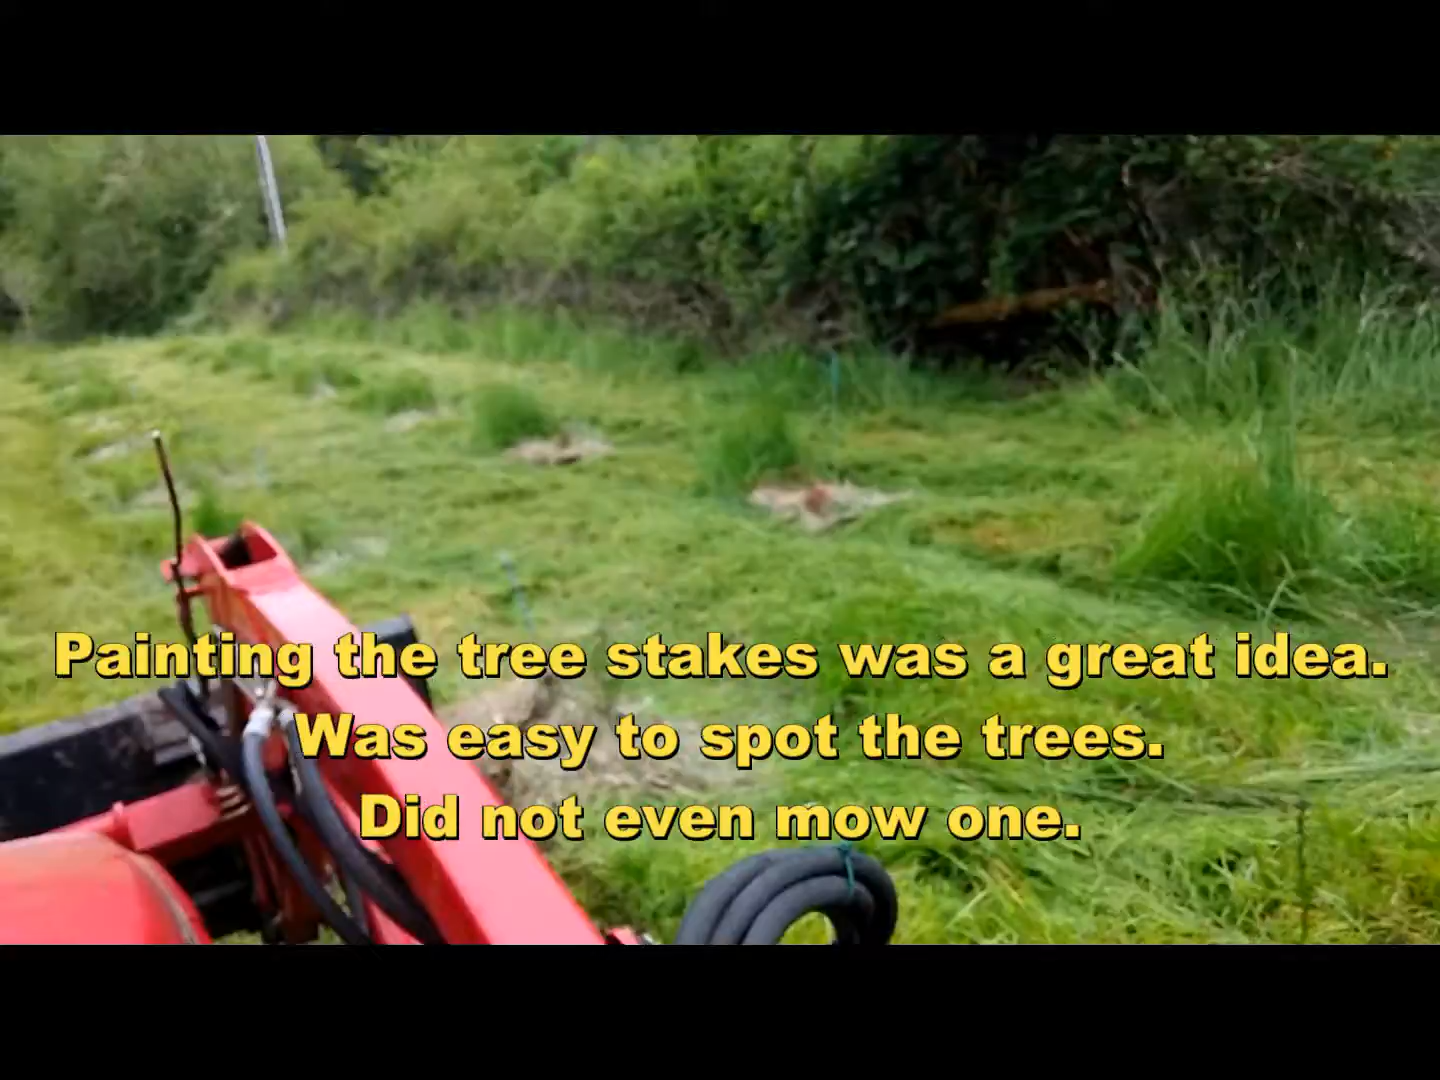 Painting the tree stakes was a great idea.
Was easy to spot the trees.
Did not even mow one.